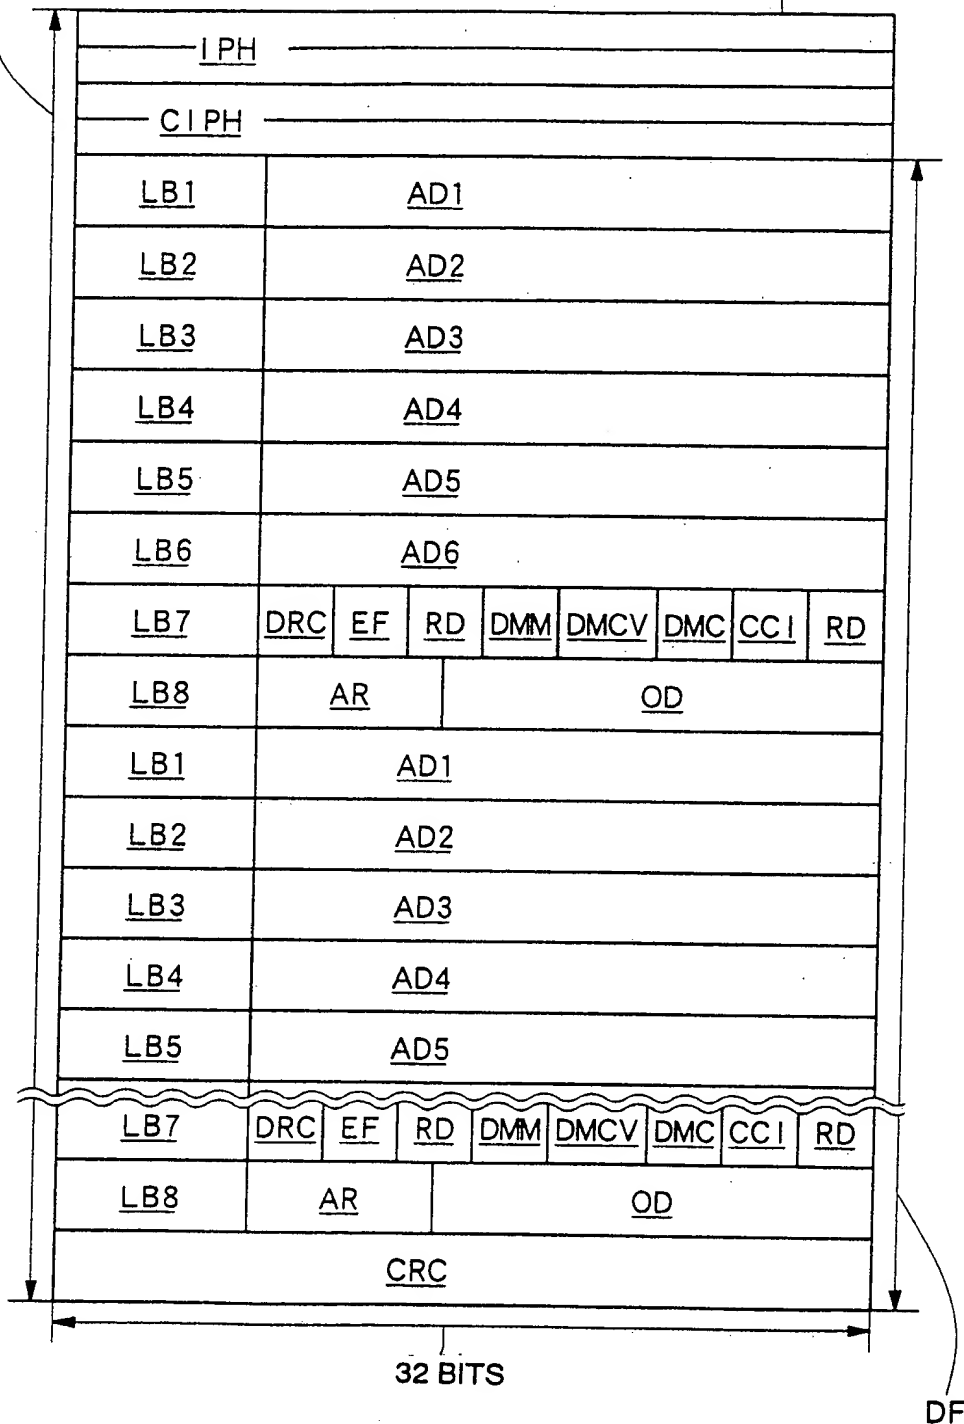 IPH
CIPH
LB1 AD1
LB2 AD2
LB3 AD3
LB4 AD4
LB5 AD5
LB6 AD6
LB7 DRC EF RD DMM DMCV DMC CCI RD
LB8 AR OD
LB1 AD1
LB2 AD2
LB3 AD3
LB4 AD4
LB5 AD5
LB7 DRC EF RD DMM DMCV DMC CCI RD
LB8 AR OD
CRC
32 BITS
DF